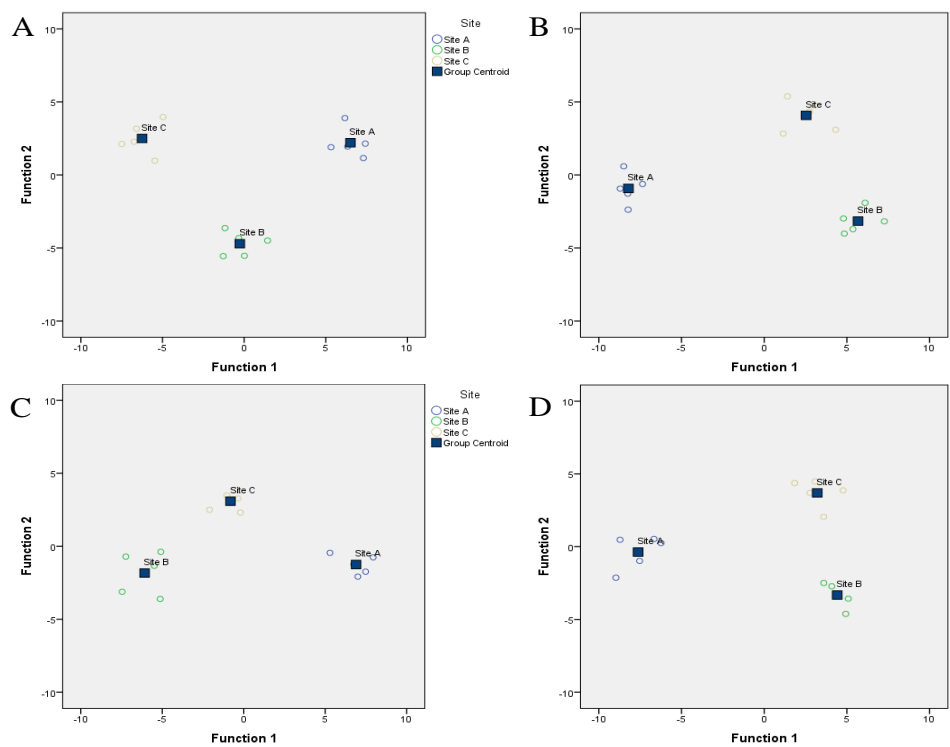 A
Site
Site A
Site B
Site C
Group Centroid
10
5
0
-5
-10
Function 2
Site C
Site A
Site B
-10 -5 0 5 10
Function 1
B
10
5
0
-5
-10
Function 2
Site C
Site A
Site B
-10 -5 0 5 10
Function 1
C
Site
Site A
Site B
Site C
Group Centroid
10
5
0
-5
-10
Function 2
Site C
Site A
Site B
-10 -5 0 5 10
Function 1
D
10
5
0
-5
-10
Function 2
Site C
Site A
Site B
-10 -5 0 5 10
Function 1